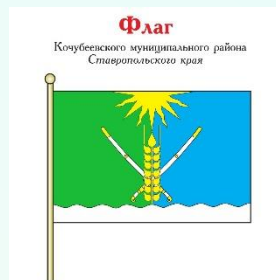 Флаг
Кочубеевского муниципального района
Ставропольского края